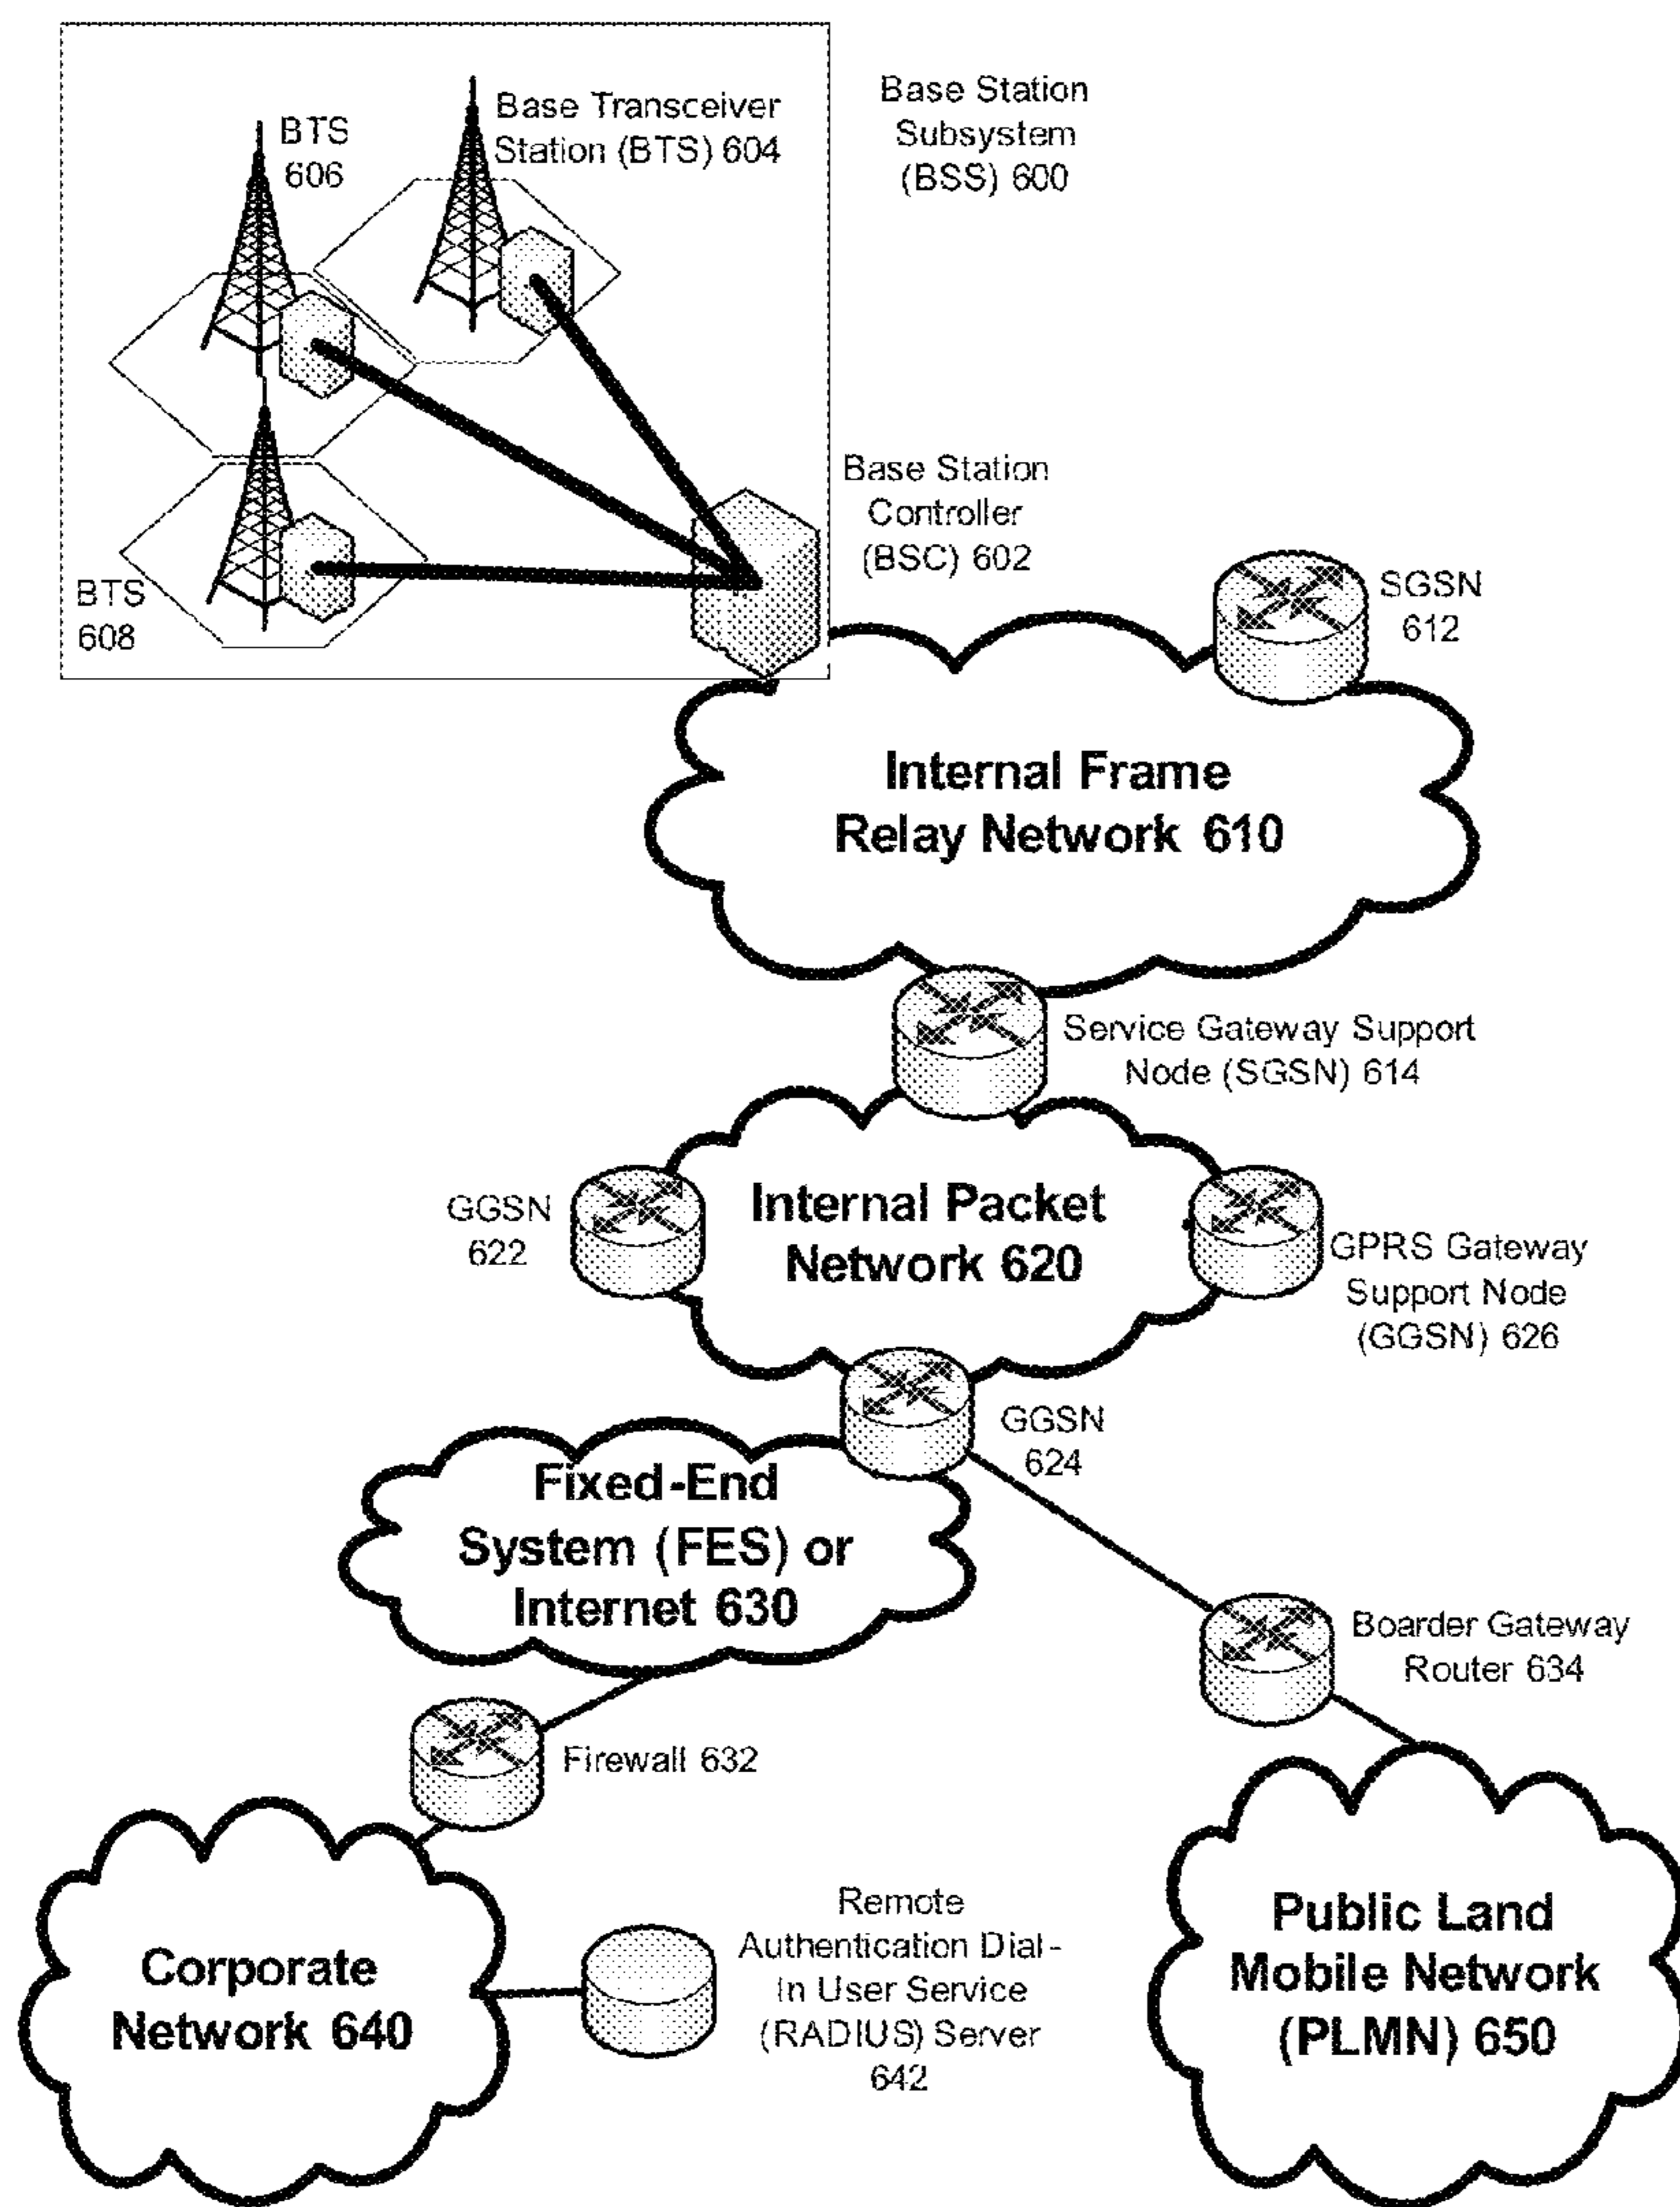 BTS
606
Base Transceiver
Station (BTS) 604
Base Station
Subsystem
(BSS) 600
Base Station
Controller
(BSC) 602
BTS
608
SGSN
612
Internal Frame
Relay Network 610
Service Gateway Support
Node (SGSN) 614
GGSN
622
Internal Packet
Network 620
GPRS Gateway
Support Node
(GGSN) 626
GGSN
624
Fixed-End
System (FES) or
Internet 630
Boarder Gateway
Router 634
Firewall 632
Corporate
Network 640
Remote
Authentication Dial-
In User Service
(RADIUS) Server
642
Public Land
Mobile Network
(PLMN) 650